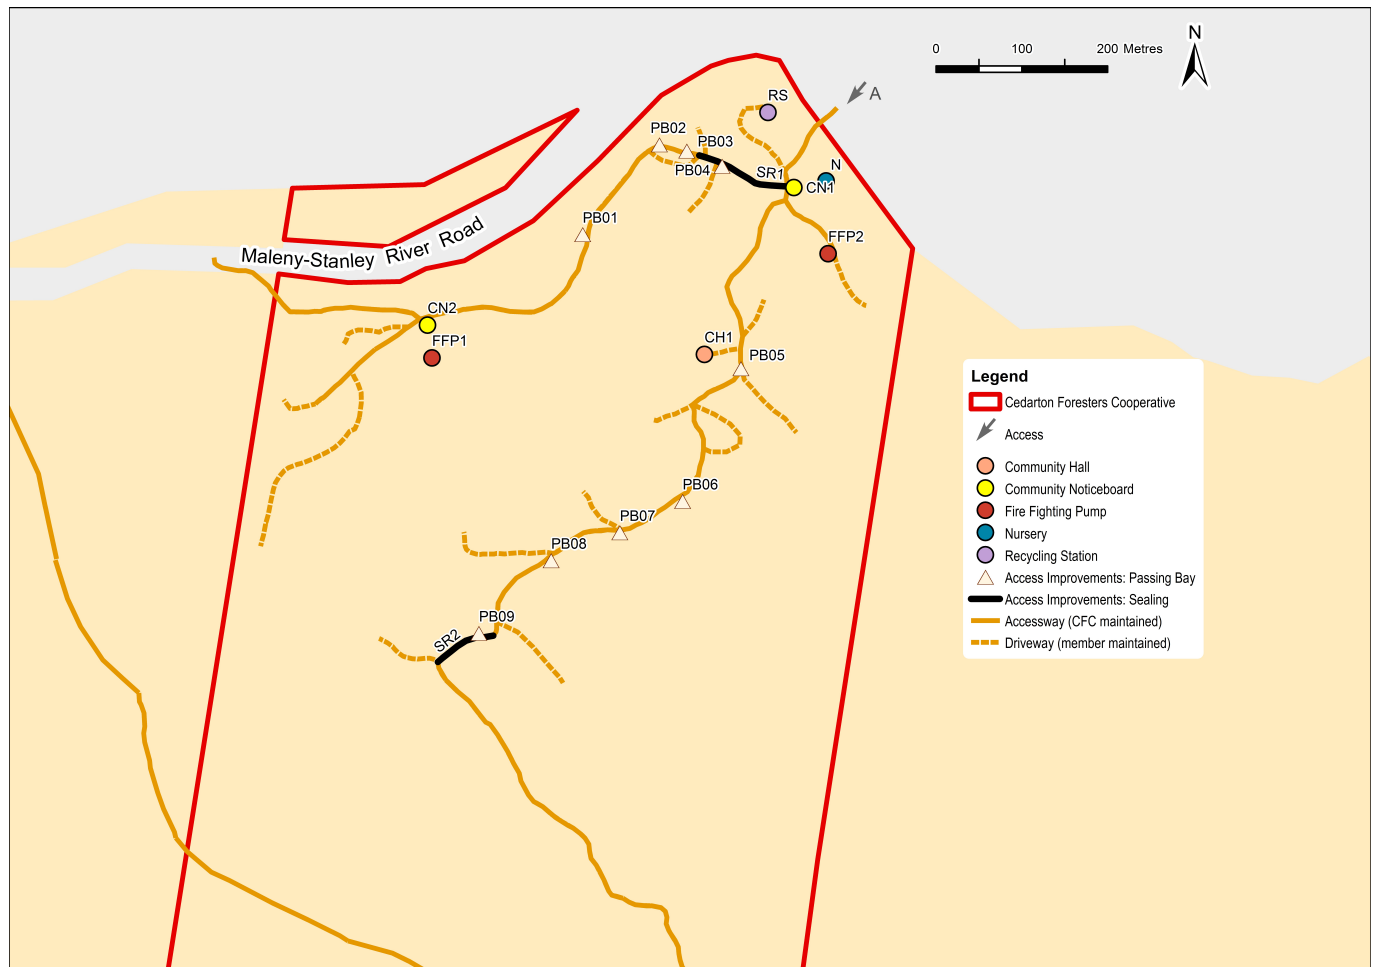 N
0 100 200 Metres
A
RS
PB02
PB03
PB04
SR1
N
CN1
PB01
FFP2
Maleny-Stanley River Road
CN2
FFP1
CH1
PB05
PB06
PB07
PB08
PB09
SR2
Legend
Cedarton Foresters Cooperative
Access
Community Hall
Community Noticeboard
Fire Fighting Pump
Nursery
Recycling Station
Access Improvements: Passing Bay
Access Improvements: Sealing
Accessway (CFC maintained)
Driveway (member maintained)